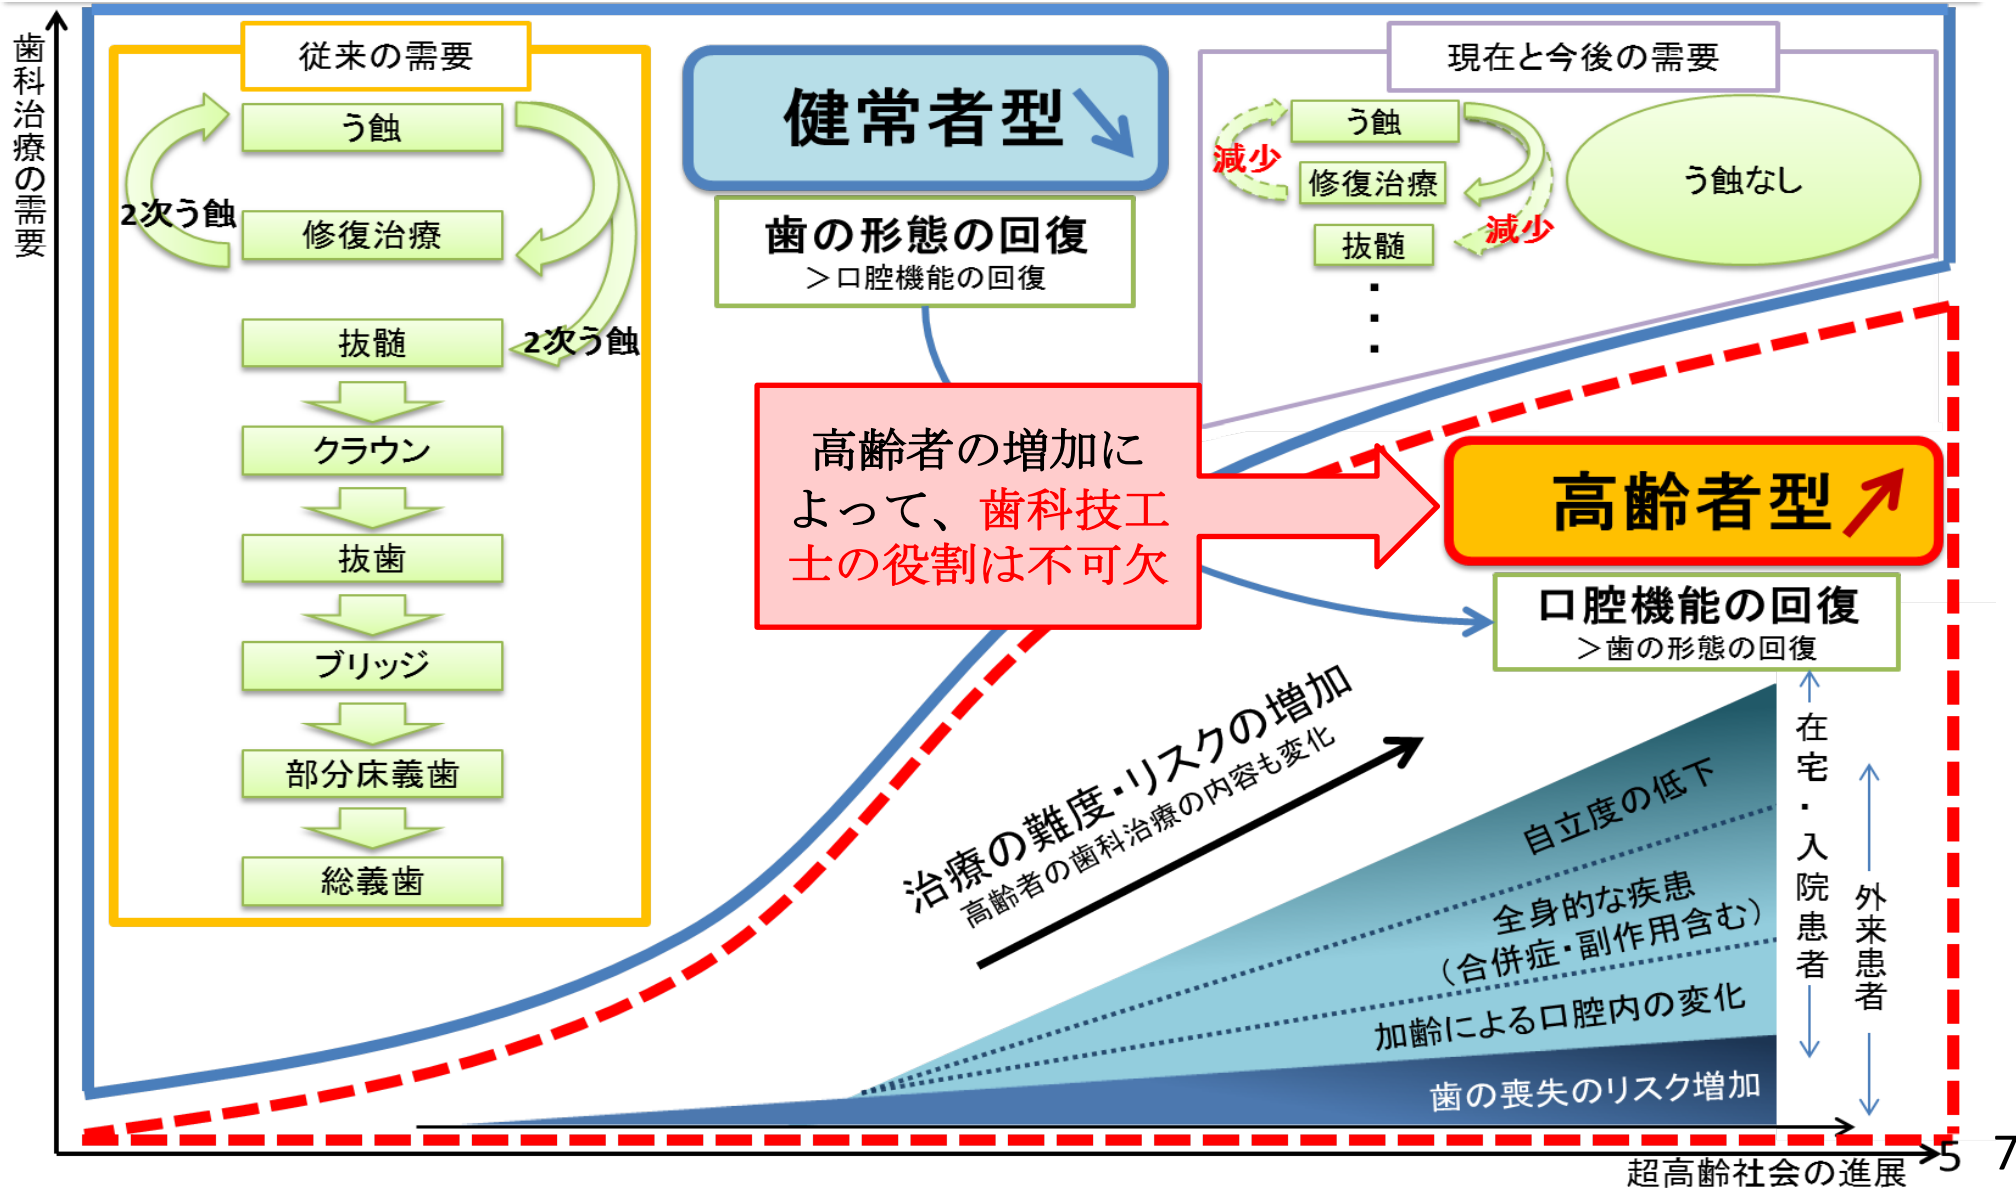 歯科治療の需要
従来の需要
う蝕
2次う蝕
修復治療
抜髄
2次う蝕
クラウン
抜歯
ブリッジ
部分床義歯
総義歯
健常者型
歯の形態の回復
＞口腔機能の回復
現在と今後の需要
う蝕
減少
修復治療
減少
抜髄
・
・
・
う蝕なし
高齢者の増加に
よって、歯科技工
士の役割は不可欠
高齢者型
口腔機能の回復
＞歯の形態の回復
治療の難度・リスクの増加
高齢者の歯科治療の内容も変化
自立度の低下
全身的な疾患
（合併症・副作用含む）
加齢による口腔内の変化
歯の喪失のリスク増加
在宅・入院患者
外来患者
超高齢社会の進展
5
7